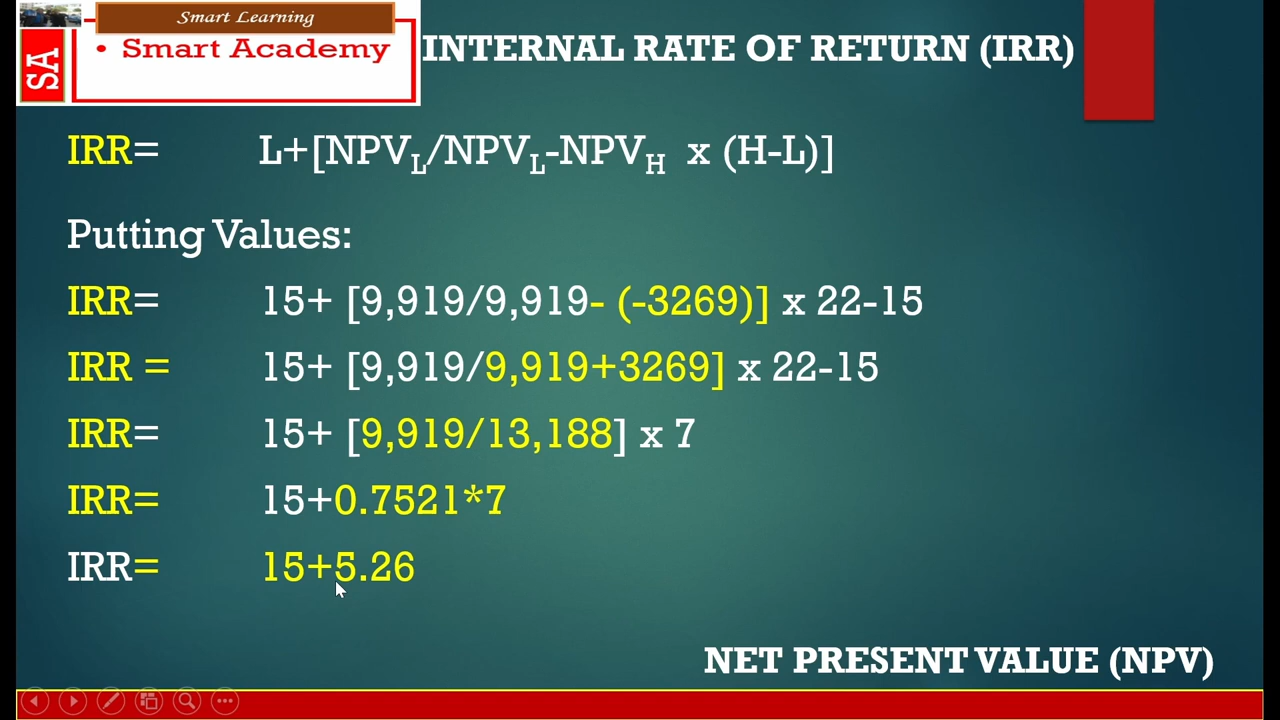 Smart Learning
SA
• Smart Academy
INTERNAL RATE OF RETURN (IRR)
IRR= L+[NPVL/NPVL-NPVH x (H-L)]
Putting Values:
IRR= 15+ [9,919/9,919- (-3269)] x 22-15
IRR = 15+ [9,919/9,919+3269] x 22-15
IRR= 15+ [9,919/13,188] x 7
IRR= 15+0.7521*7
IRR= 15+5.26
NET PRESENT VALUE (NPV)